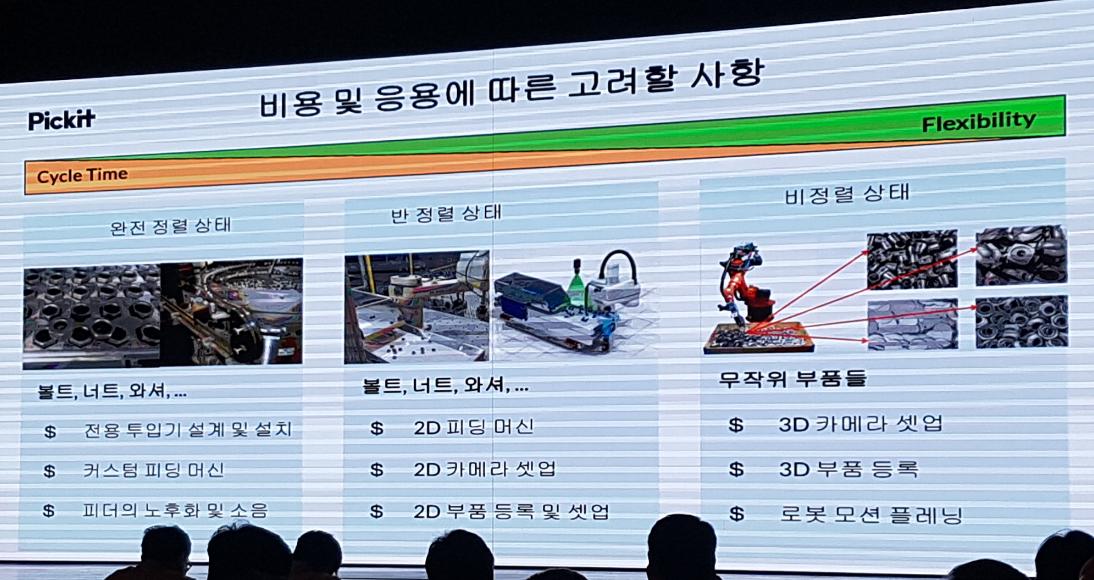 비용 및 응용에 따른 고려할 사항
Pickit
Flexibility
Cycle Time
완전 정렬 상태
볼트, 너트, 와셔, ...
$ 전용 투입기 설계 및 설치
$ 커스텀 피딩 머신
$ 피더의 노후화 및 소음
반 정렬 상태
볼트, 너트, 와셔, ...
$ 2D 피딩 머신
$ 2D 카메라 셋업
$ 2D 부품 등록 및 셋업
비정렬 상태
무작위 부품들
$ 3D 카메라 셋업
$ 3D 부품 등록
$ 로봇 모션 플레닝